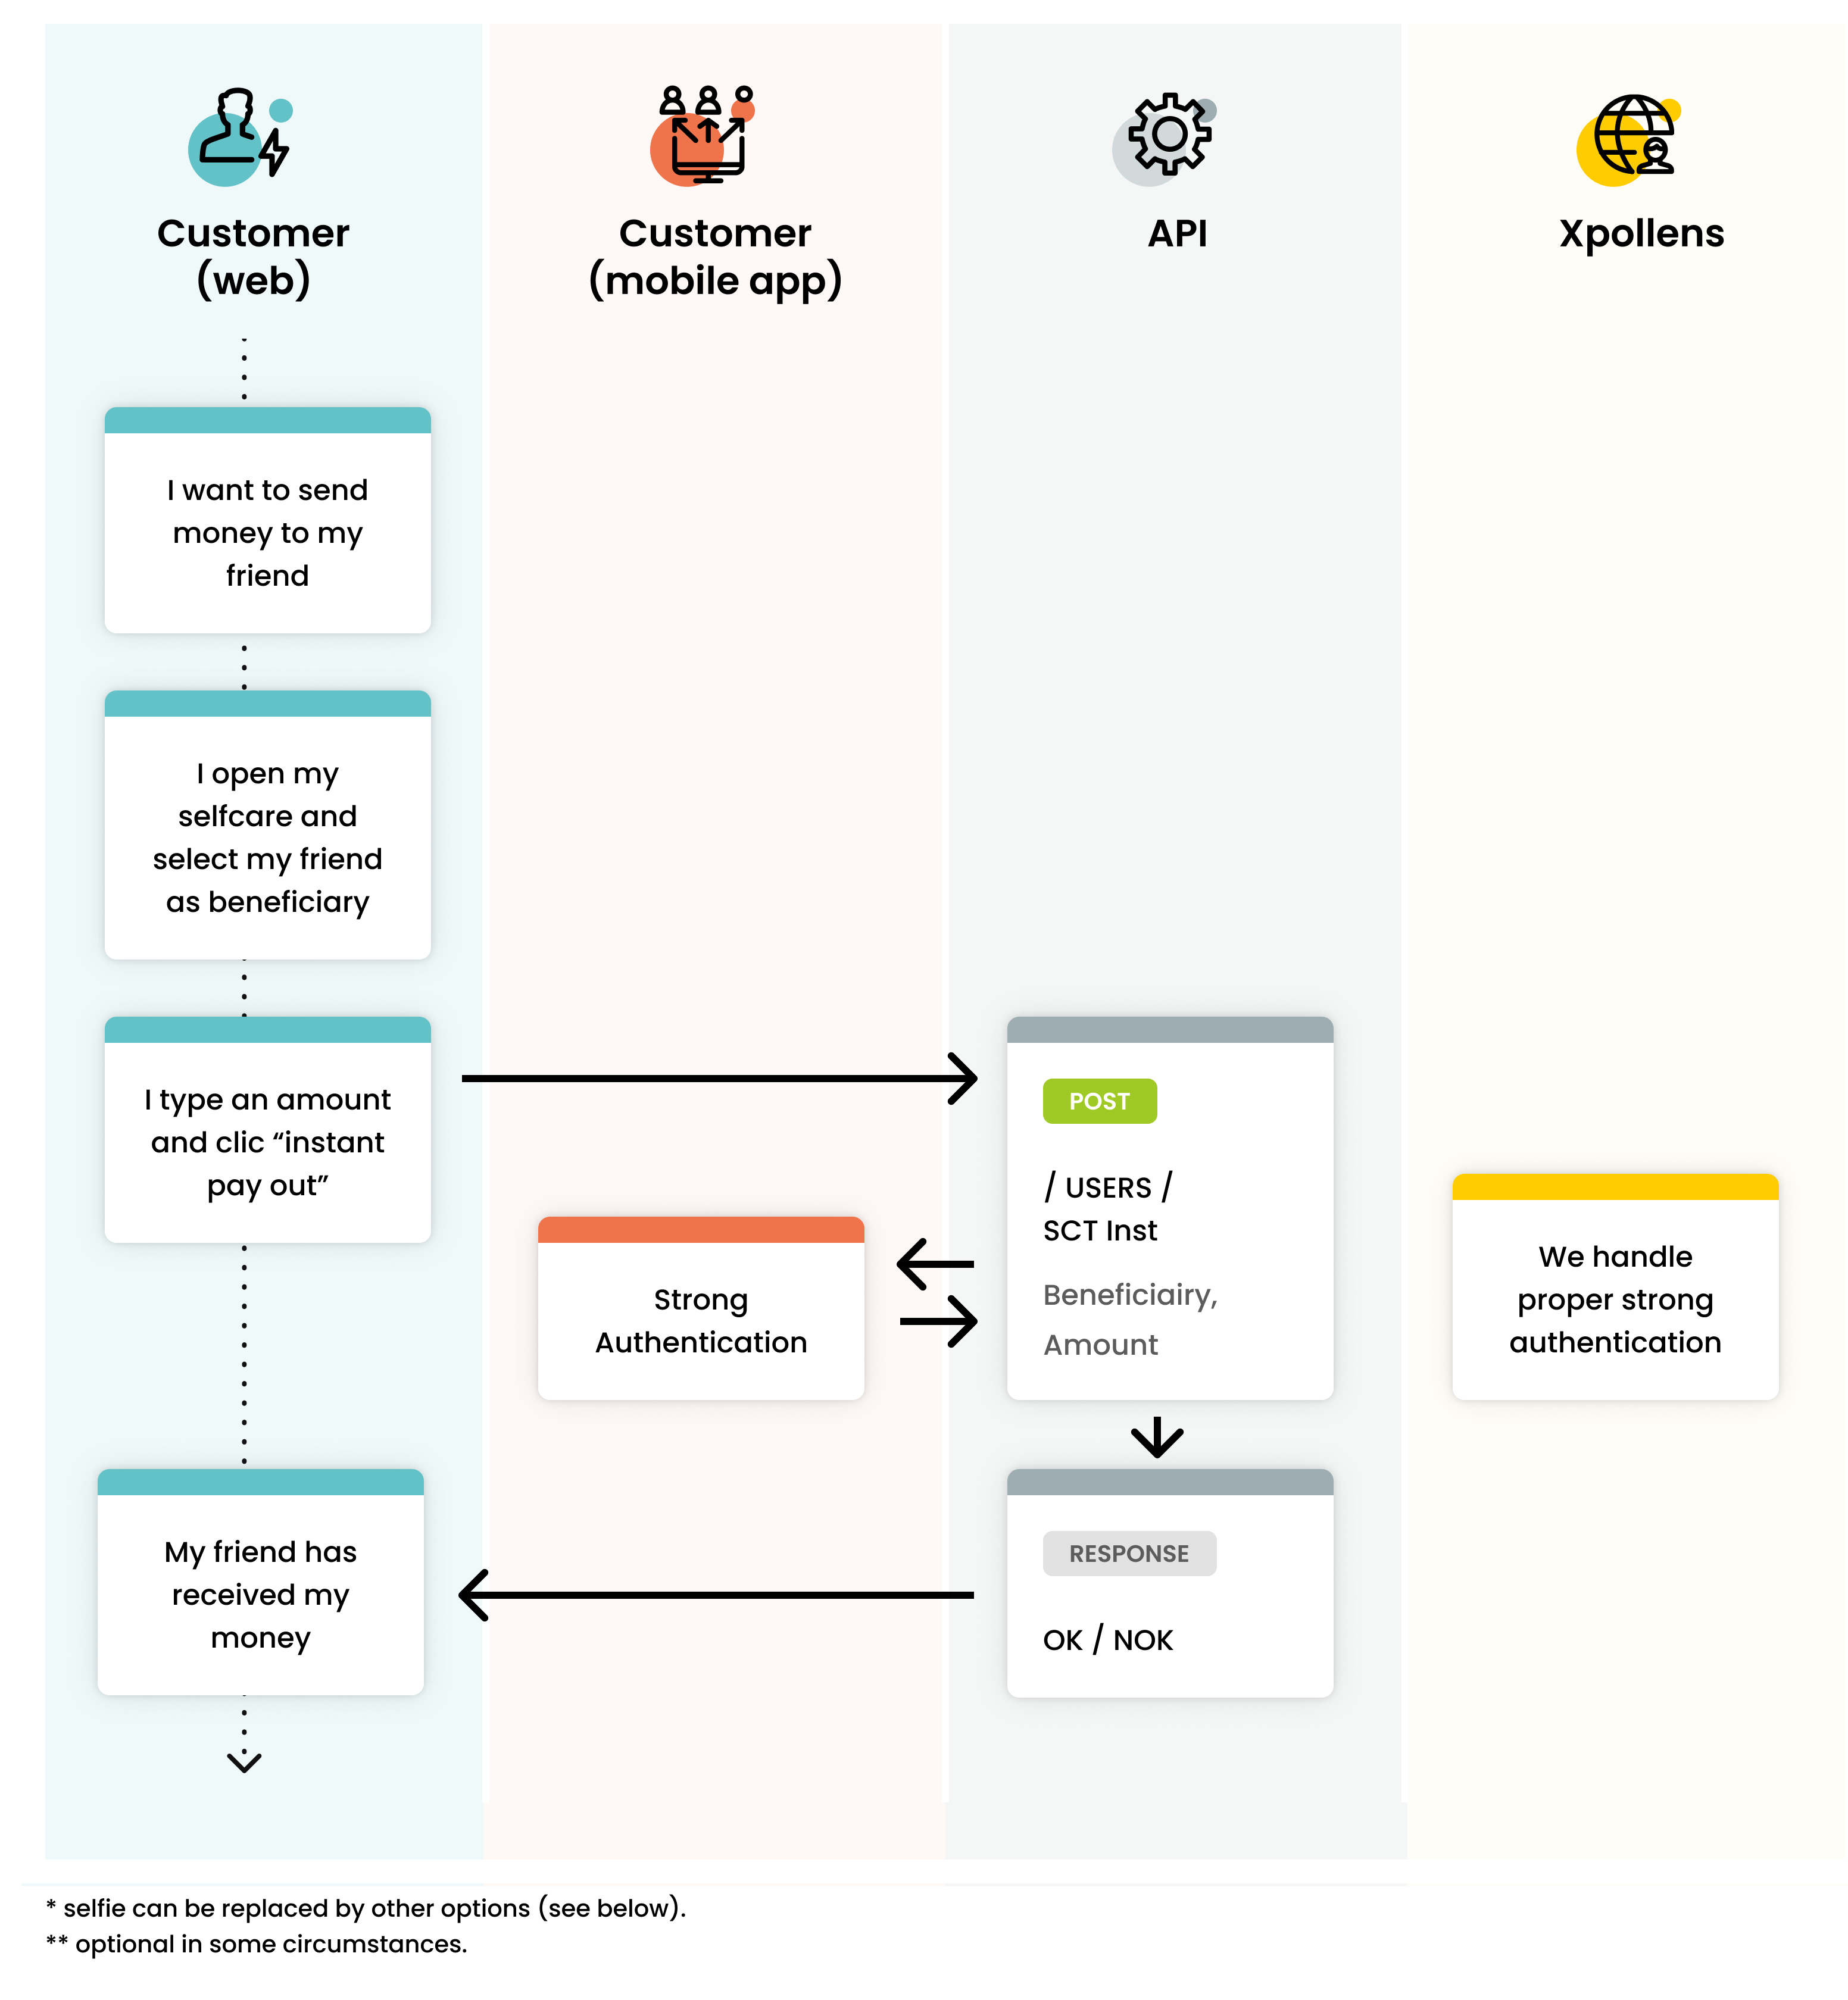 Customer
(web)
Customer
(mobile app)
API
Xpollens
I want to send
money to my
friend
I open my
selfcare and
select my friend
as beneficiary
I type an amount
and clic “instant
pay out”
POST
/ USERS /
SCT Inst
Beneficiairy,
Amount
Strong
Authentication
We handle
proper strong
authentication
My friend has
received my
money
RESPONSE
OK / NOK
* selfie can be replaced by other options (see below).
** optional in some circumstances.